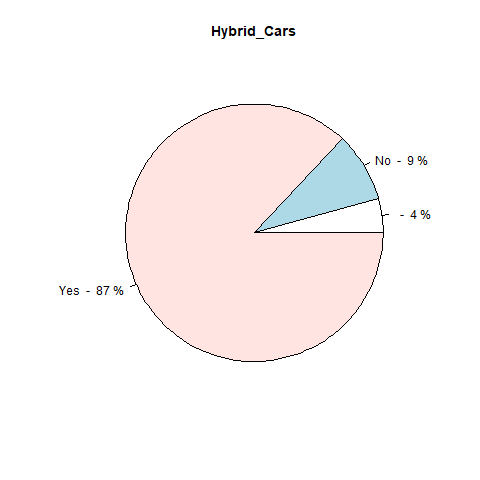 Hybrid_Cars
No - 9 %
- 4 %
Yes - 87 %